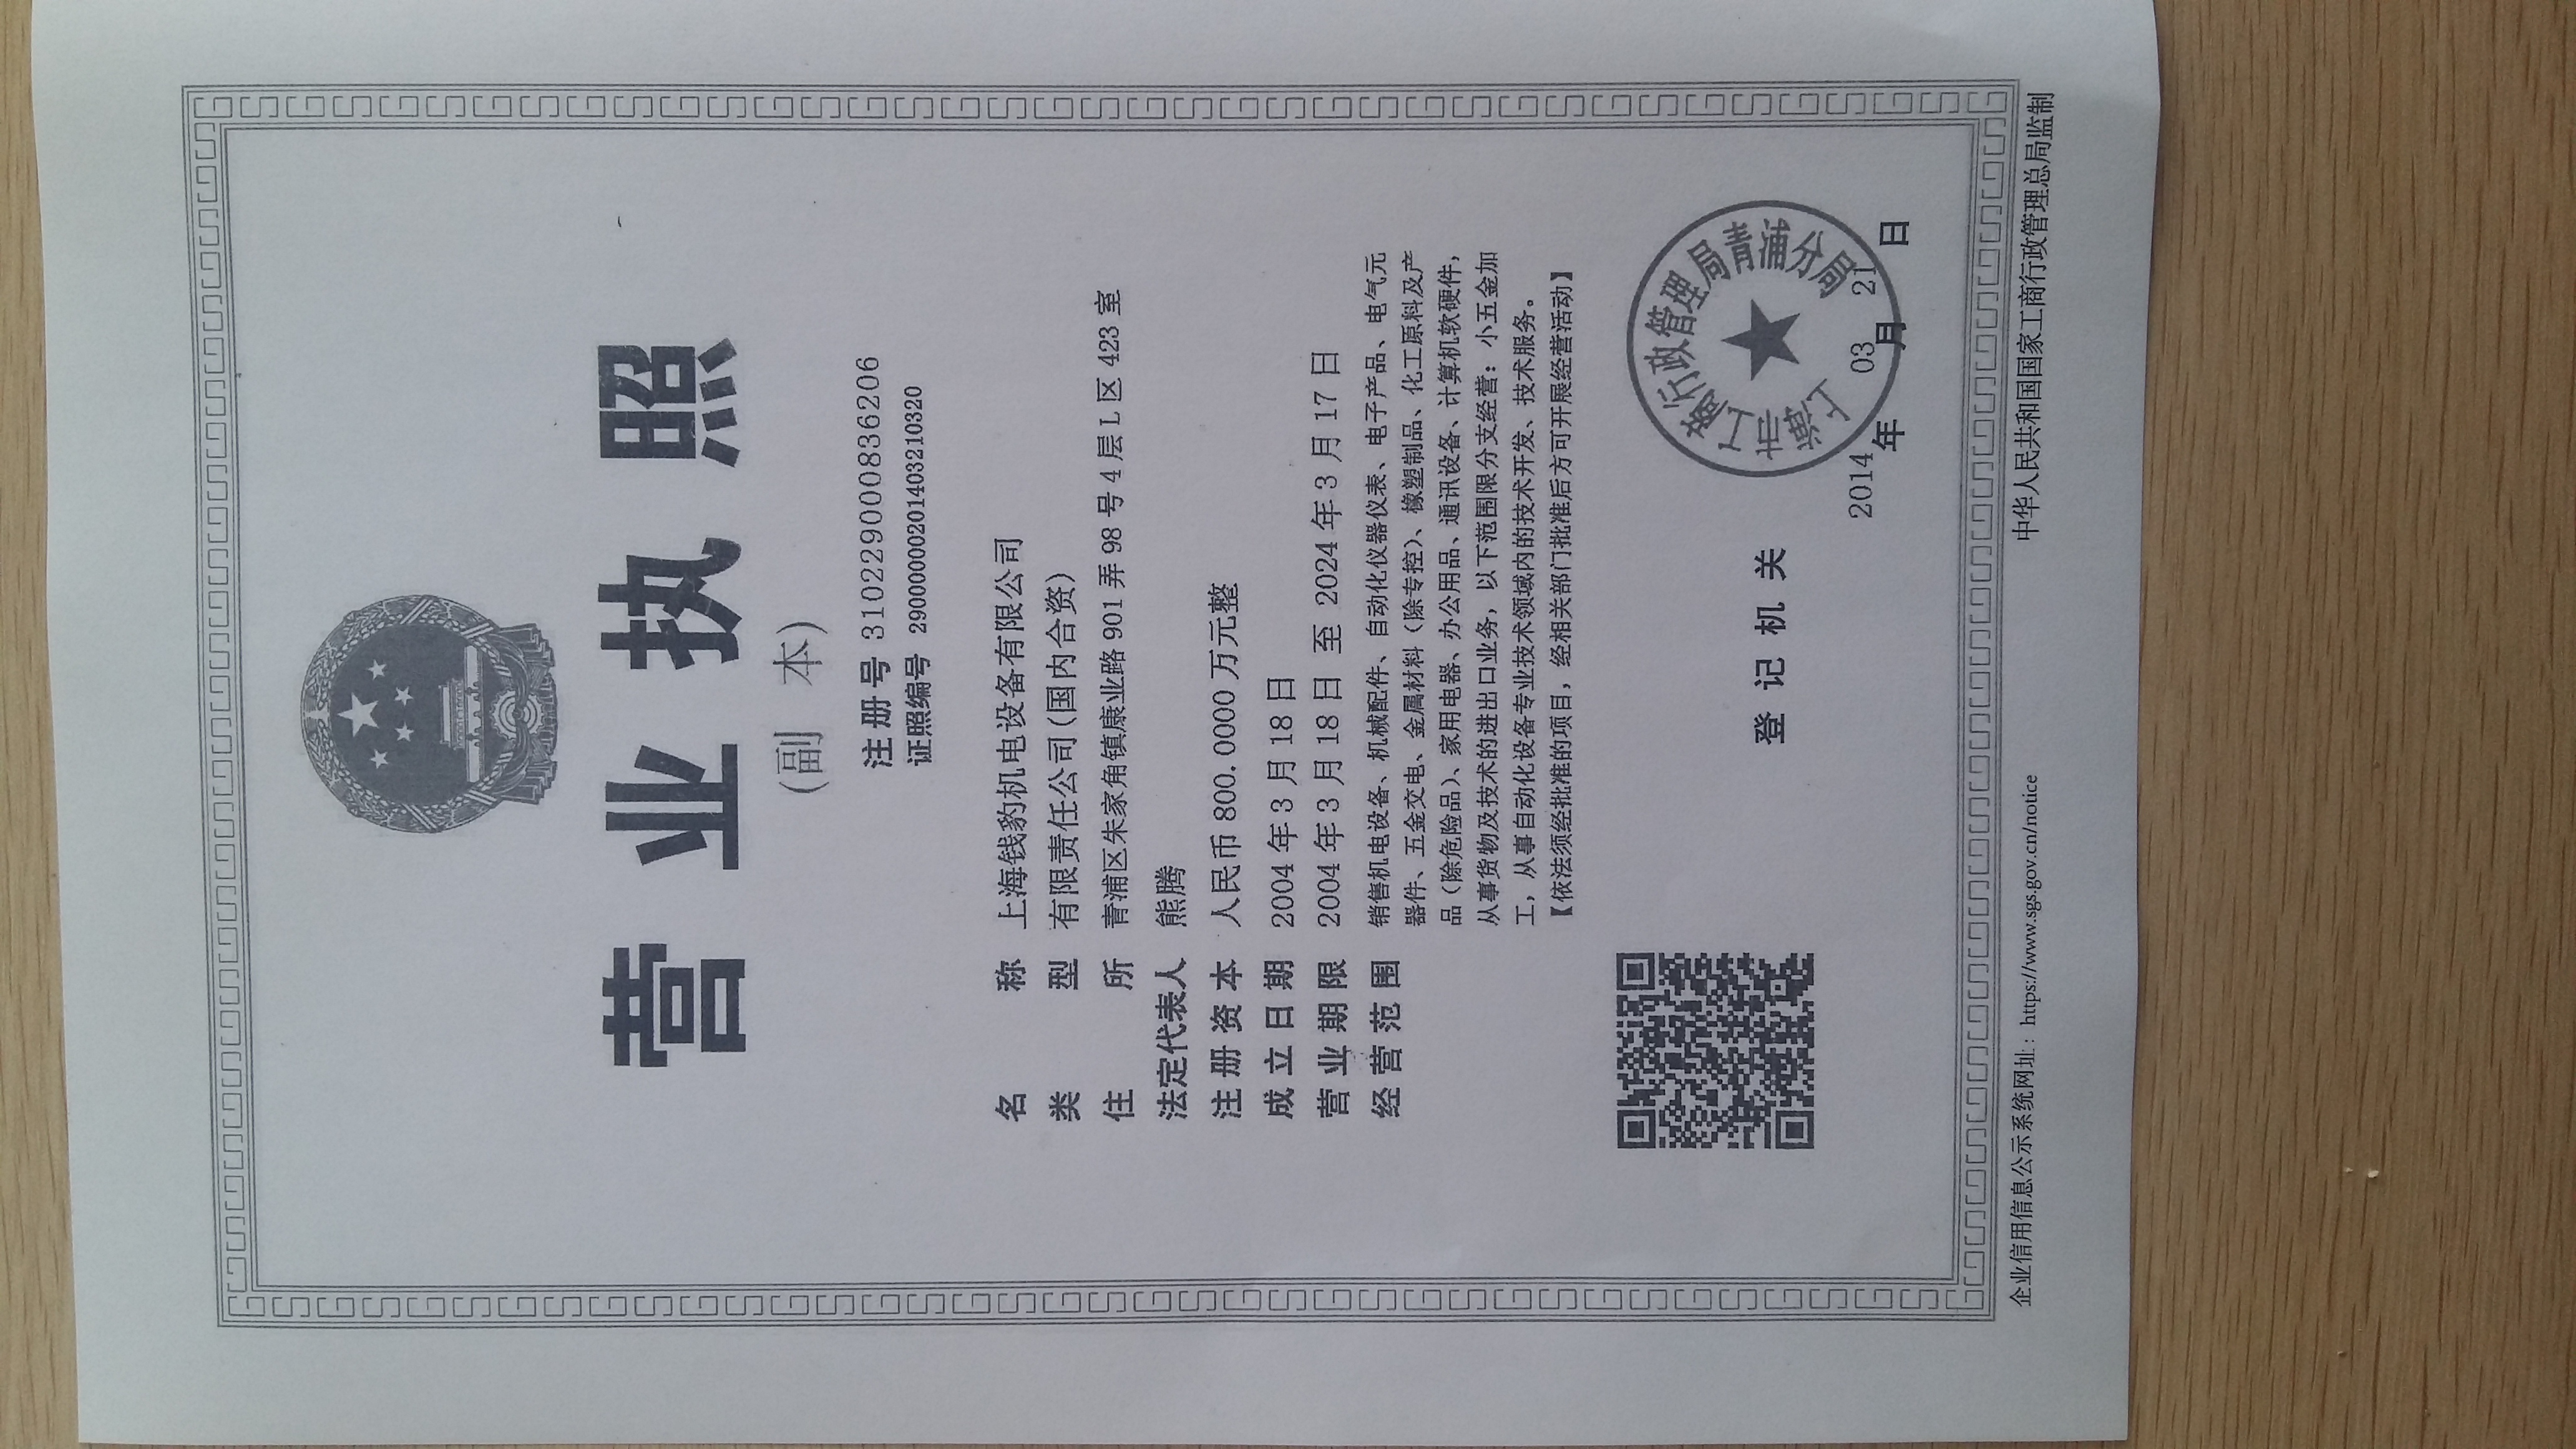 营业执照
(副 本)
注册号 310229000836206
证照编号 29000000201403210320
名称 上海钱豹机电设备有限公司
类型 有限责任公司(国内合资)
住所 青浦区朱家角镇康业路 901 弄 98 号 4 层 L 区 423 室
法定代表人 熊腾
注册资本 人民币 800.0000 万元整
成立日期 2004 年 3 月 18 日
营业期限 2004 年 3 月 18 日 至 2024 年 3 月 17 日
经营范围 销售机电设备、机械配件、自动化仪器仪表、电子产品、电气元
器件、五金交电、金属材料（除专控）、橡塑制品、化工原料及产
品（除危险品）、家用电器、办公用品、通讯设备、计算机软硬件，
从事货物及技术的进出口业务，以下范围限分支经营：小五金加
工，从事自动化设备专业技术领域内的技术开发、技术服务。
【依法须经批准的项目，经相关部门批准后方可开展经营活动】
上海市工商行政管理局青浦分局
登记机关
2014年 03月 21日
企业信用信息公示系统网址：https://www.sgs.gov.cn/notice
中华人民共和国国家工商行政管理总局监制